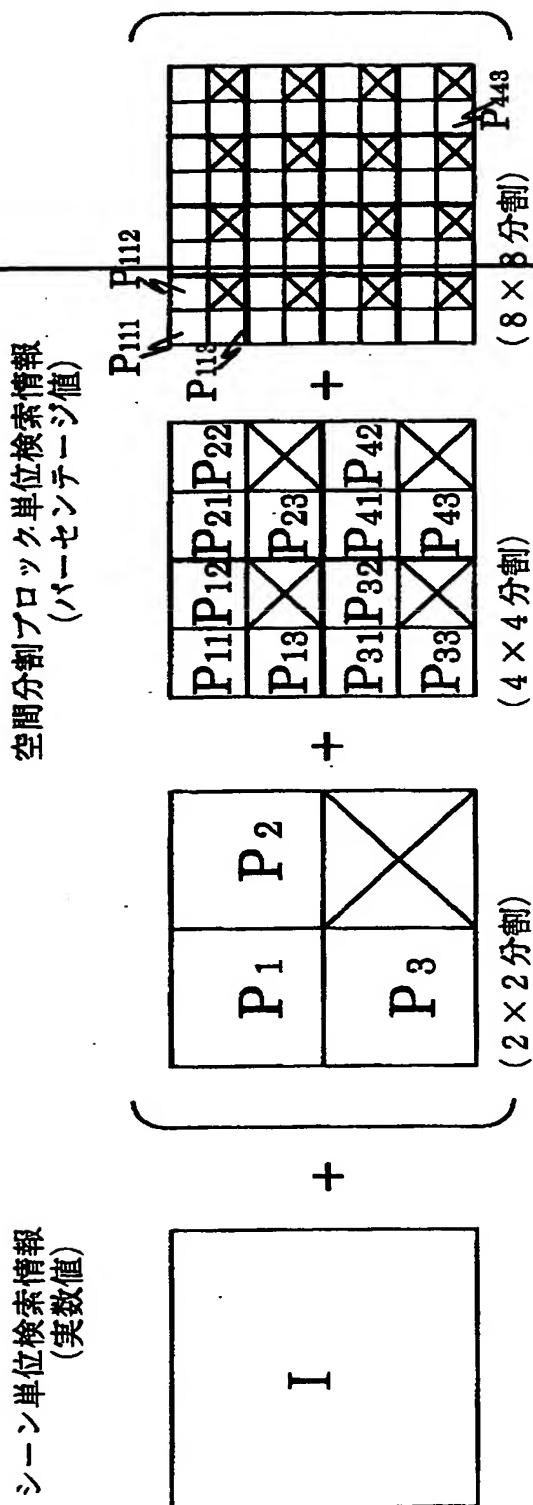 シーン単位検索情報
(実数値)
I
+
空間分割ブロック単位検索情報
(パーセンテージ値)
P1 P2
P3
(2×2分割)
+
P11 P12 P21 P22
P13 P23
P31 P32 P41 P42
P33 P43
(4×4分割)
+
P111 P112
P113
P443
(8×8分割)